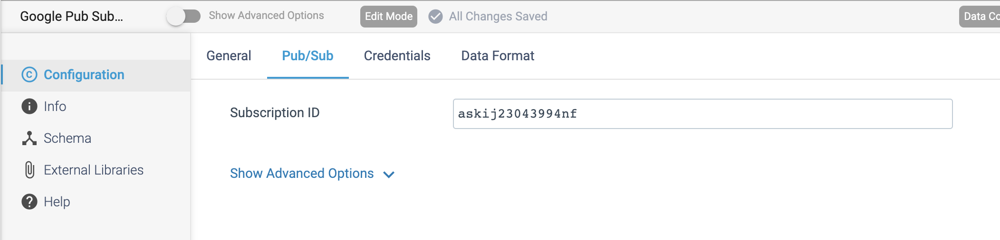 Google Pub Sub...
Show Advanced Options
Edit Mode
All Changes Saved
Data Co
General
Pub/Sub
Credentials
Data Format
Configuration
Info
Schema
External Libraries
Help
Subscription ID
askij23043994nf
Show Advanced Options